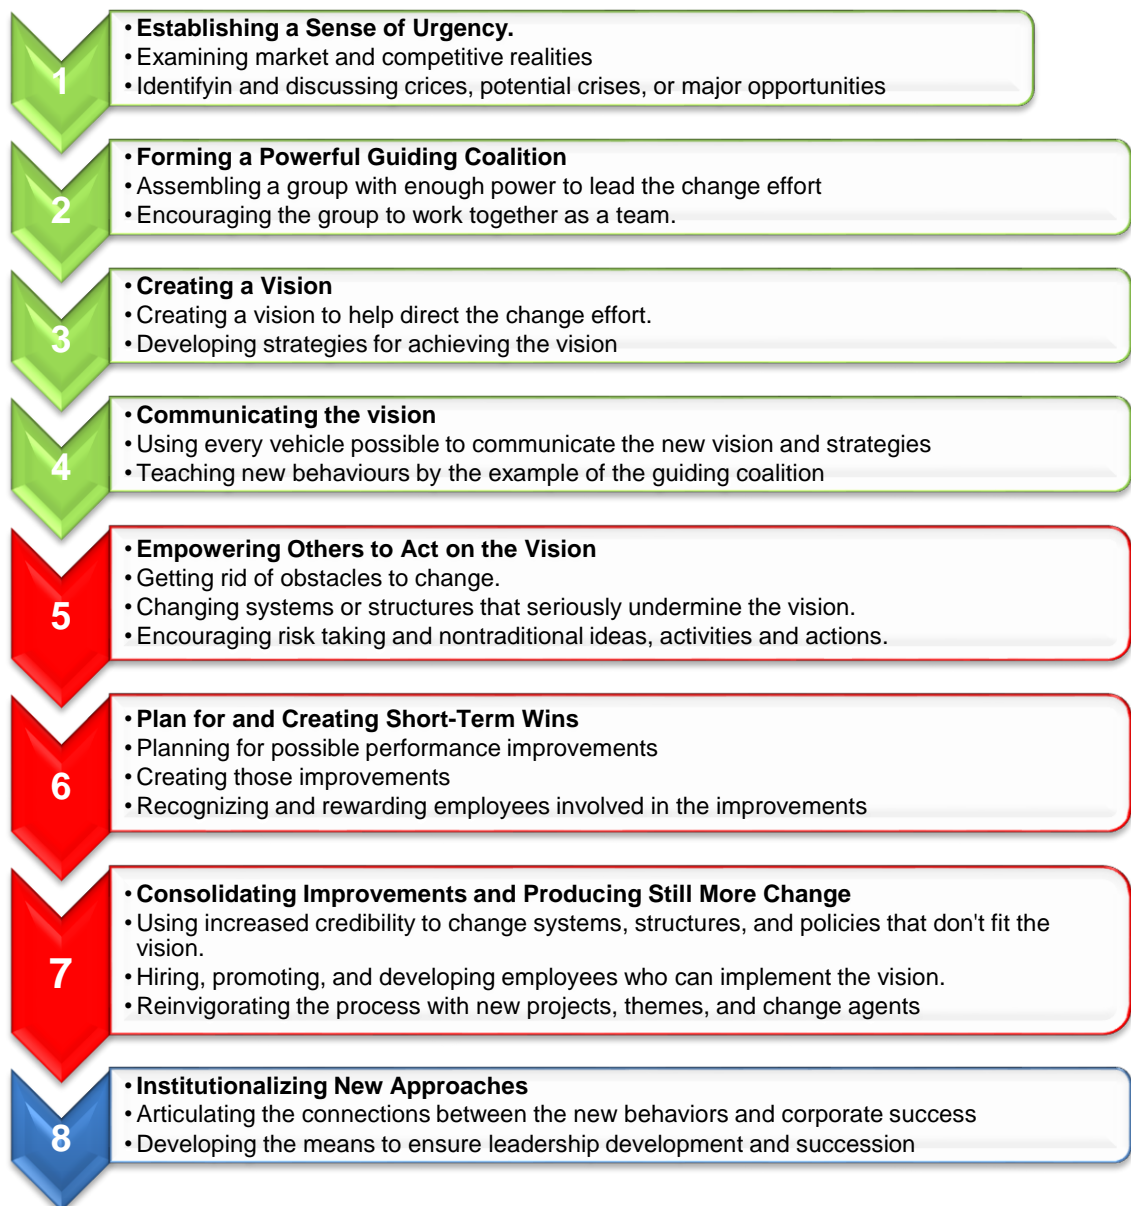 1
• Establishing a Sense of Urgency.
• Examining market and competitive realities
• Identifyin and discussing crices, potential crises, or major opportunities
2
• Forming a Powerful Guiding Coalition
• Assembling a group with enough power to lead the change effort
• Encouraging the group to work together as a team.
3
• Creating a Vision
• Creating a vision to help direct the change effort.
• Developing strategies for achieving the vision
4
• Communicating the vision
• Using every vehicle possible to communicate the new vision and strategies
• Teaching new behaviours by the example of the guiding coalition
5
• Empowering Others to Act on the Vision
• Getting rid of obstacles to change.
• Changing systems or structures that seriously undermine the vision.
• Encouraging risk taking and nontraditional ideas, activities and actions.
6
• Plan for and Creating Short-Term Wins
• Planning for possible performance improvements
• Creating those improvements
• Recognizing and rewarding employees involved in the improvements
7
• Consolidating Improvements and Producing Still More Change
• Using increased credibility to change systems, structures, and policies that don't fit the
vision.
• Hiring, promoting, and developing employees who can implement the vision.
• Reinvigorating the process with new projects, themes, and change agents
8
• Institutionalizing New Approaches
• Articulating the connections between the new behaviors and corporate success
• Developing the means to ensure leadership development and succession